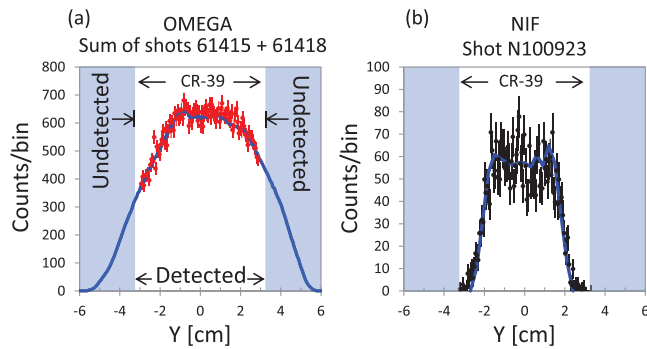 (a)
OMEGA
Sum of shots 61415 + 61418
800
700
600
500
400
300
200
100
0
Counts/bin
Undetected
CR-39
Undetected
Detected
-6 -4 -2 0 2 4 6
Y [cm]
(b)
NIF
Shot N100923
100
90
80
70
60
50
40
30
20
10
0
Counts/bin
CR-39
-6 -4 -2 0 2 4 6
Y [cm]